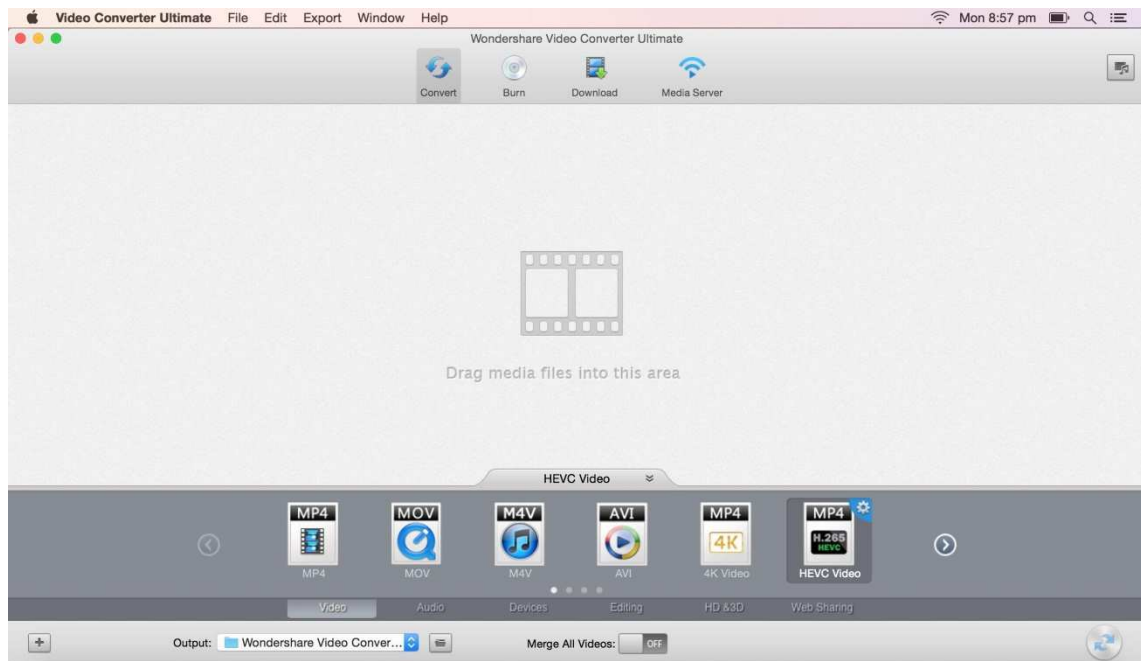 Video Converter Ultimate File Edit Export Window Help Mon 8:57 pm
Wondershare Video Converter Ultimate
Convert Burn Download Media Server
Drag media files into this area
HEVC Video
MP4 MOV M4V AVI MP4 MP4
4K H.265
HEVC
MP4 MOV M4V AVI 4K Video HEVC Video
Video Audio Devices Editing HD &3D Web Sharing
Output: Wondershare Video Conver... Merge All Videos: OFF